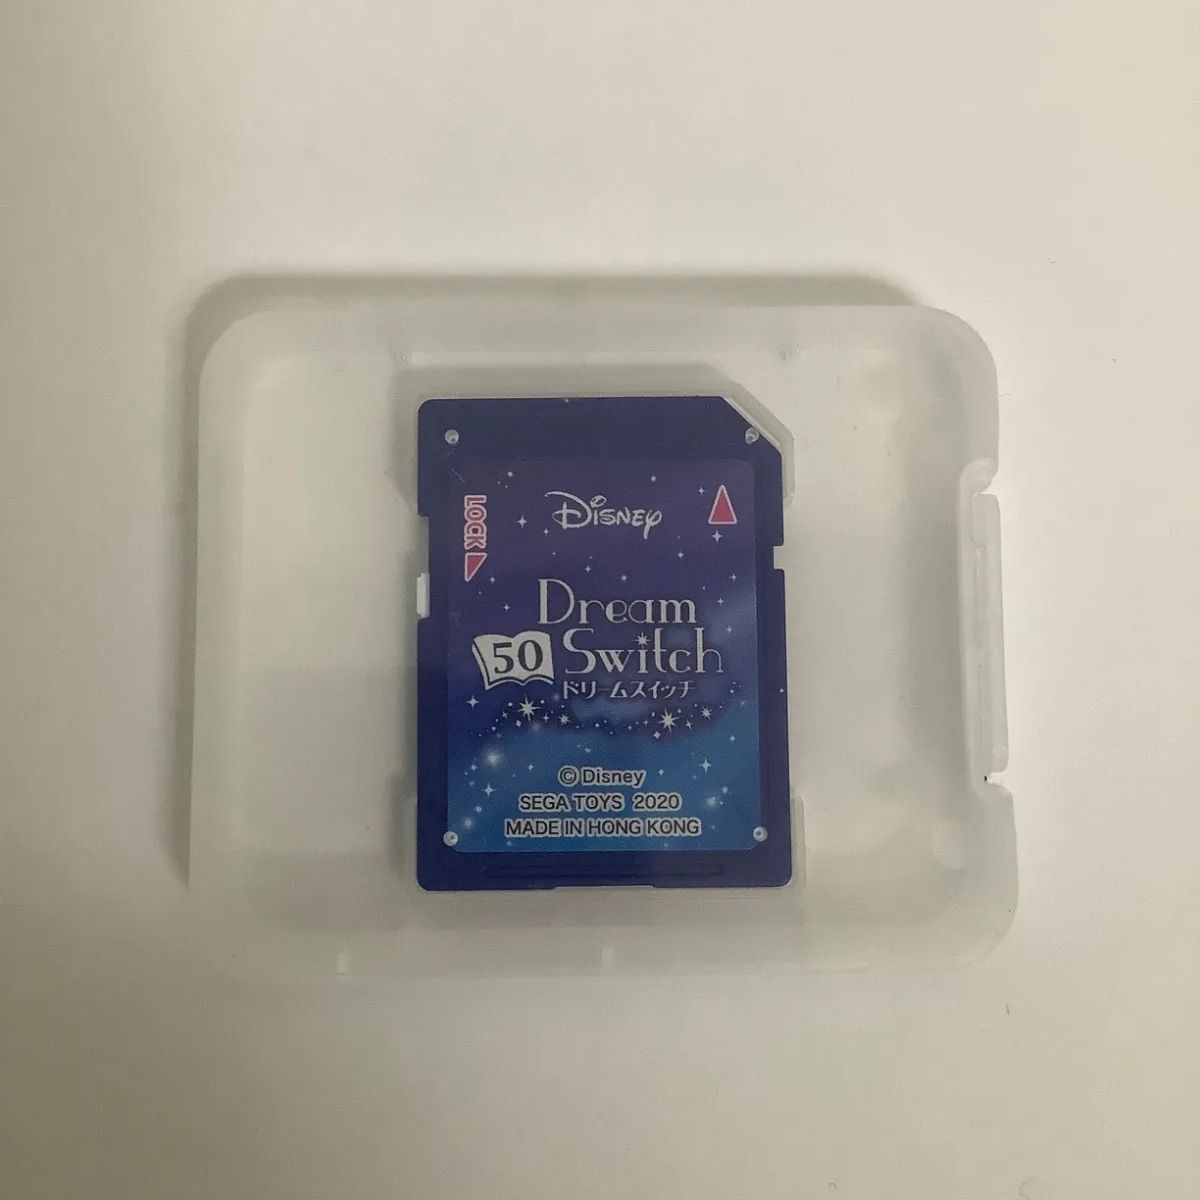 LOCK
Disney
Dream
50 Switch
ドリームスイッチ
© Disney
SEGA TOYS 2020
MADE IN HONG KONG